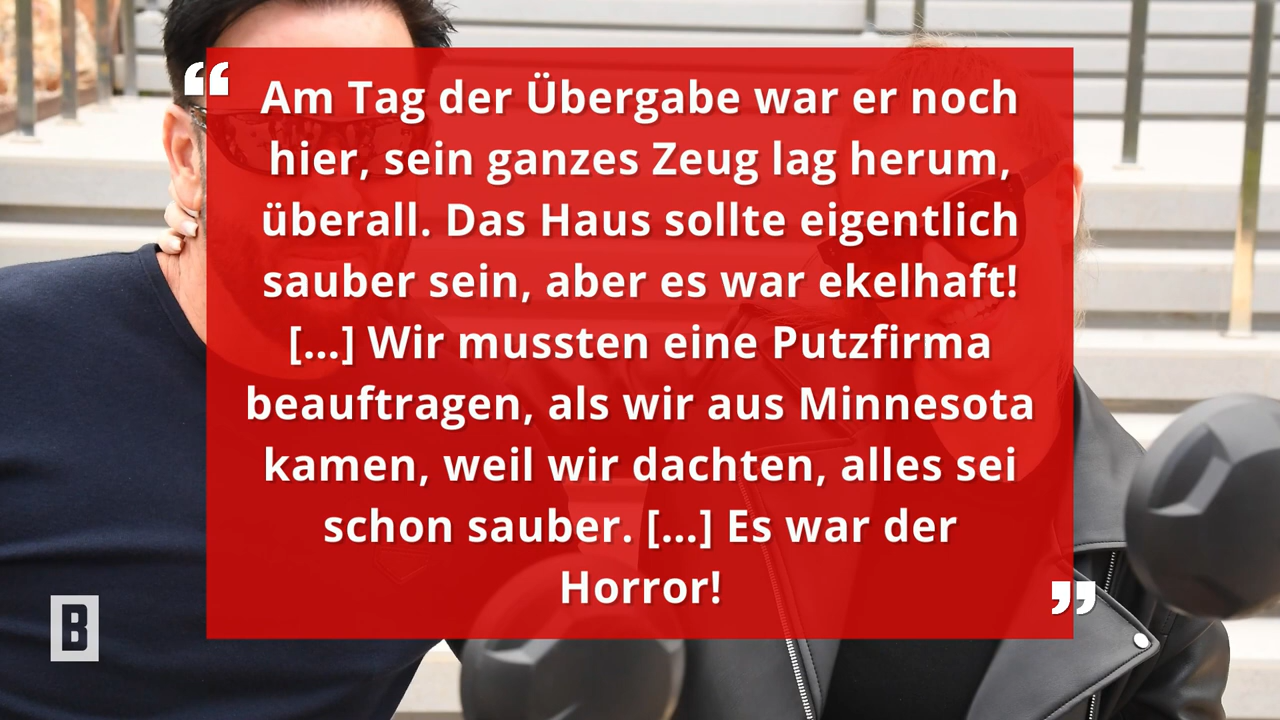 “
Am Tag der Übergabe war er noch
hier, sein ganzes Zeug lag herum,
überall. Das Haus sollte eigentlich
sauber sein, aber es war ekelhaft!
[...] Wir mussten eine Putzfirma
beauftragen, als wir aus Minnesota
kamen, weil wir dachten, alles sei
schon sauber. [...] Es war der
Horror!
”
B